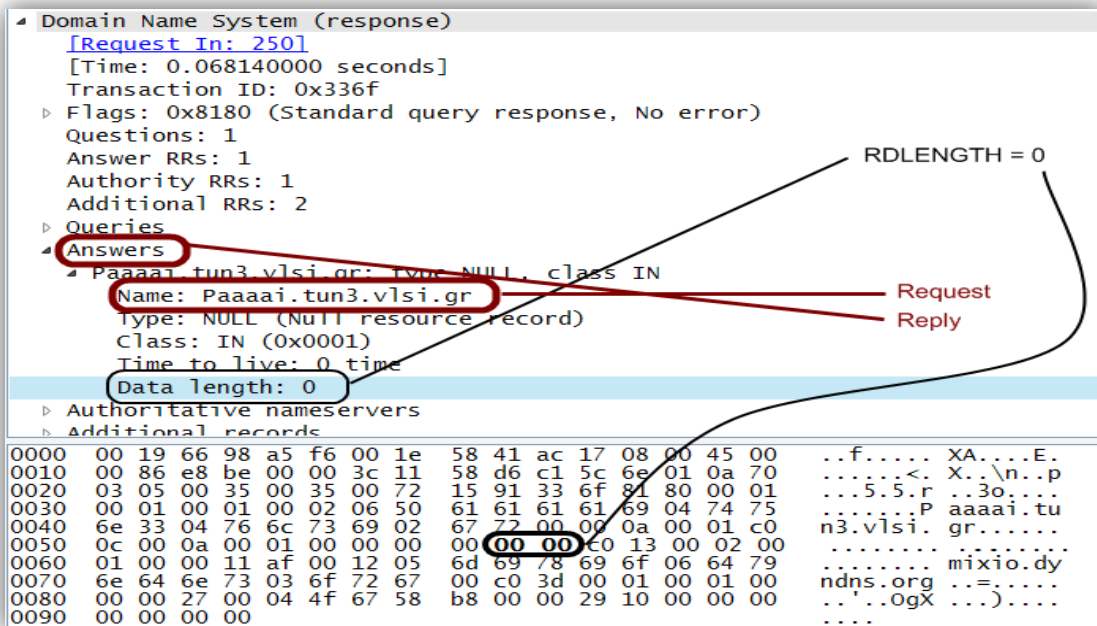 Domain Name System (response)
[Request In: 250]
[Time: 0.068140000 seconds]
Transaction ID: 0x336f
Flags: 0x8180 (Standard query response, No error)
Questions: 1
Answer RRs: 1
RDLENGTH = 0
Authority RRs: 1
Additional RRs: 2
Queries
Answers
Paaaai.tun3.vlsi.gr: type NULL, class IN
Name: Paaaai.tun3.vlsi.gr
Request
Type: NULL (Null resource record)
Reply
Class: IN (0x0001)
Time to live: 0 time
Data length: 0
Authoritative nameservers
Additional records
0000 00 19 66 98 a5 f6 00 1e 58 41 ac 17 08 00 45 00 ..f..... XA....E.
0010 00 86 e8 be 00 00 3c 11 58 d6 c1 5c 6e 01 0a 70 ......<. X..\n..p
0020 03 05 00 35 00 35 00 72 15 91 33 6f 81 80 00 01 ...5.5.r ..3o....
0030 00 01 00 01 00 02 06 50 61 61 61 61 69 04 74 75 .......P aaaai.tu
0040 6e 33 04 76 6c 73 69 02 67 72 00 00 0a 00 01 c0 n3.vlsi. gr......
0050 0c 00 0a 00 01 00 00 00 00 00 00 c0 13 00 02 00 ........ ........
0060 01 00 00 11 af 00 12 05 6d 69 78 69 6f 06 64 79 ........ mixio.dy
0070 6e 64 6e 73 03 6f 72 67 00 c0 3d 00 01 00 01 00 ndns.org ..=.....
0080 00 00 27 00 04 4f 67 58 b8 00 00 29 10 00 00 00 ..'..OgX ...)....
0090 00 00 00 00 ....